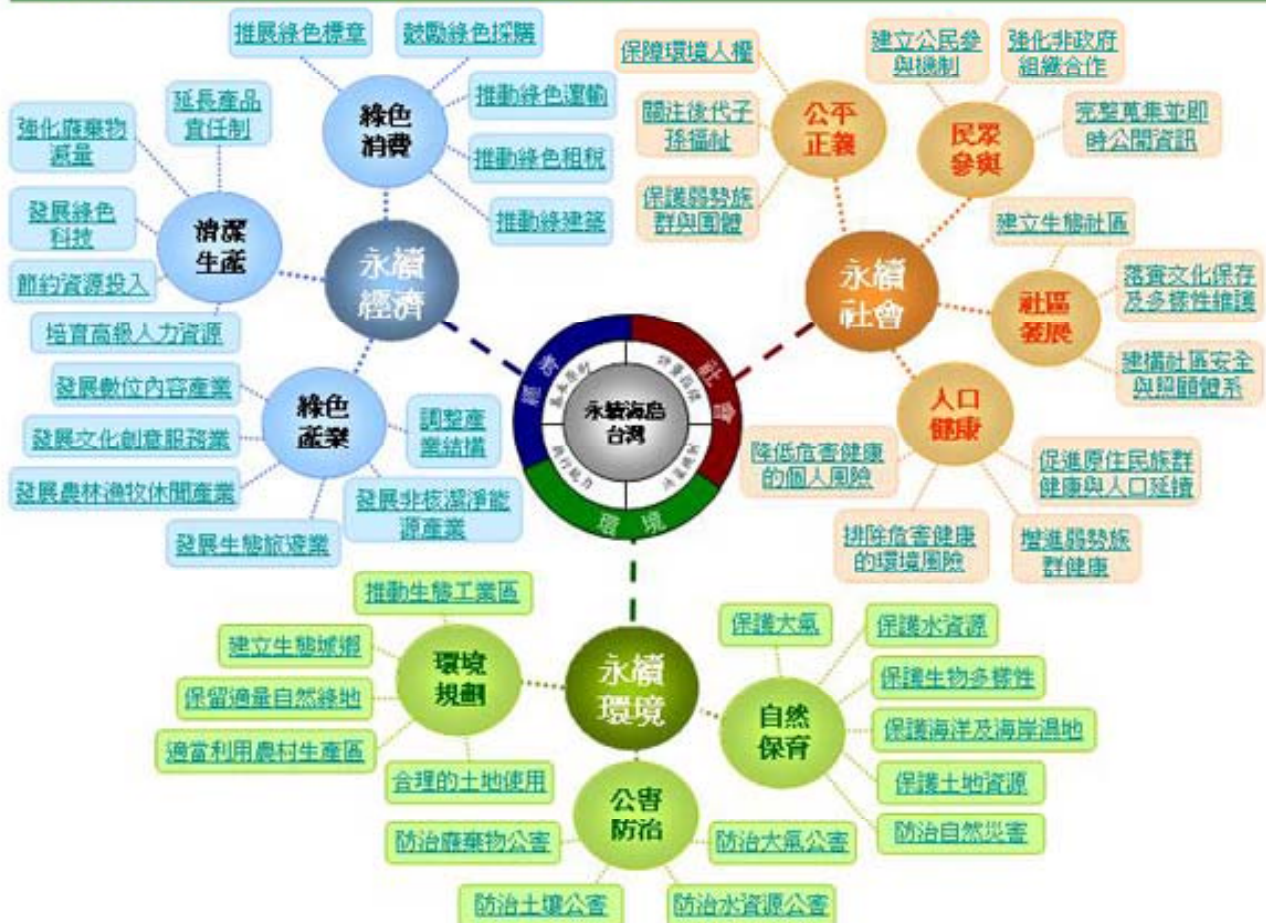 推展綠色標章
鼓勵綠色採購
推動綠色運輸
推動綠色租稅
推動綠建築
綠色
消費
延長產品
責任制
強化廢棄物
減量
發展綠色
科技
節約資源投入
培育高級人力資源
清潔
生產
永續
經濟
發展數位內容產業
發展文化創意服務業
發展農林漁牧休閒產業
發展生態旅遊業
發展非核潔淨能
源產業
調整產
業結構
綠色
產業
保障環境人權
關注後代子
孫福祉
保護弱勢族
群與團體
公平
正義
建立公民參
與機制
強化非政府
組織合作
完整蒐集並即
時公開資訊
民眾
參與
永續
社會
建立生態社區
落實文化保存
及多樣性維護
建構社區安全
與照顧體系
社區
發展
人口
健康
降低危害健康
的個人風險
排除危害健康
的環境風險
增進弱勢族
群健康
促進原住民族群
健康與人口延續
經濟
社會
環境
永續海島
台灣
推動生態工業區
建立生態城鄉
保留適量自然綠地
適當利用農村生產區
合理的土地使用
環境
規劃
永續
環境
保護大氣
保護水資源
保護生物多樣性
保護海洋及海岸濕地
保護土地資源
防治自然災害
自然
保育
公害
防治
防治廢棄物公害
防治大氣公害
防治土壤公害
防治水資源公害